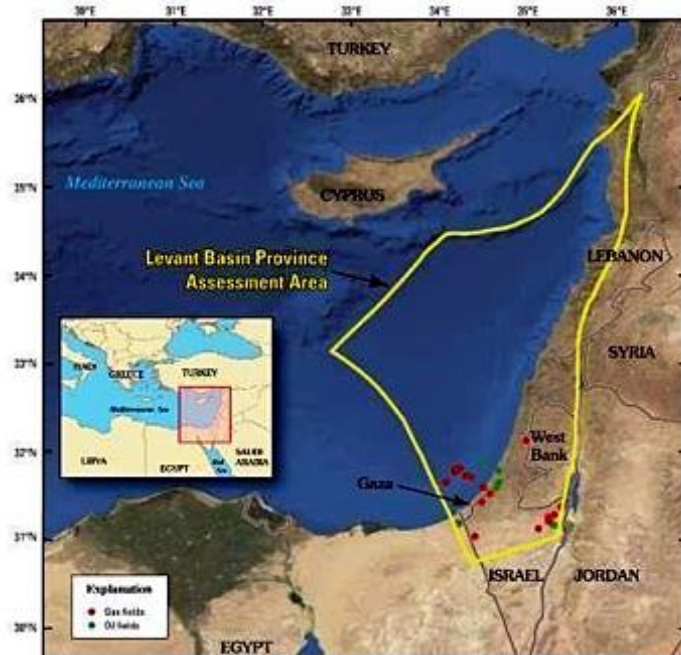 30°E 31°E 32°E 33°E 34°E 35°E 36°E
TURKEY
36°N
35°N
Mediterranean Sea
CYPRUS
Levant Basin Province
Assessment Area
LEBANON
34°N
SYRIA
33°N
GREECE
TURKEY
Mediterranean Sea
LIBYA
EGYPT
SAUDI
ARABIA
32°N
West
Bank
Gaza
31°N
ISRAEL
JORDAN
Explanation
Gas fields
Oil fields
30°N
EGYPT